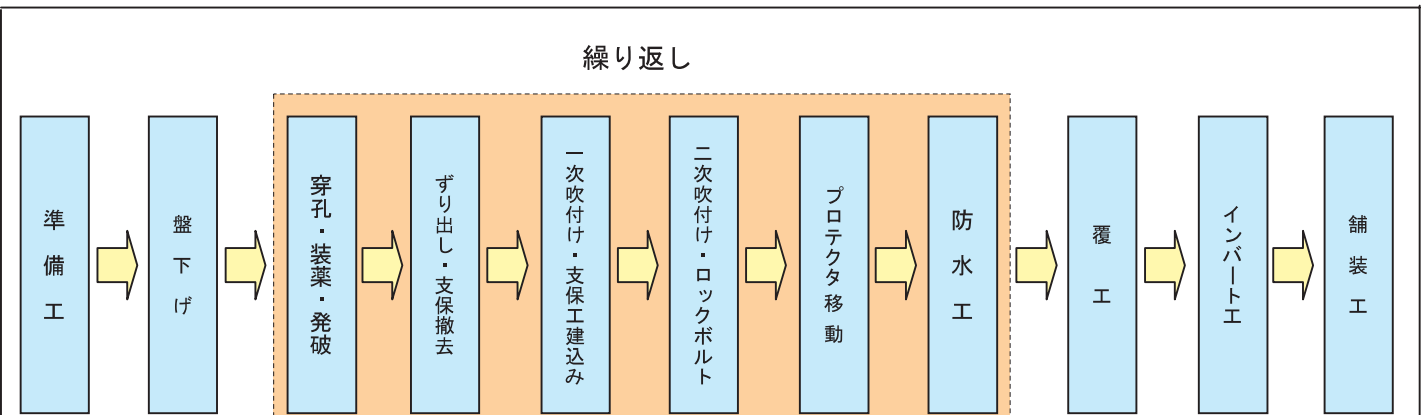 繰り返し
準備工
盤下げ
穿孔・装薬・発破
ずり出し・支保撤去
一次吹付け・支保工建込み
二次吹付け・ロックボルト
プロテクタ移動
防水工
覆工
インバート工
舗装工